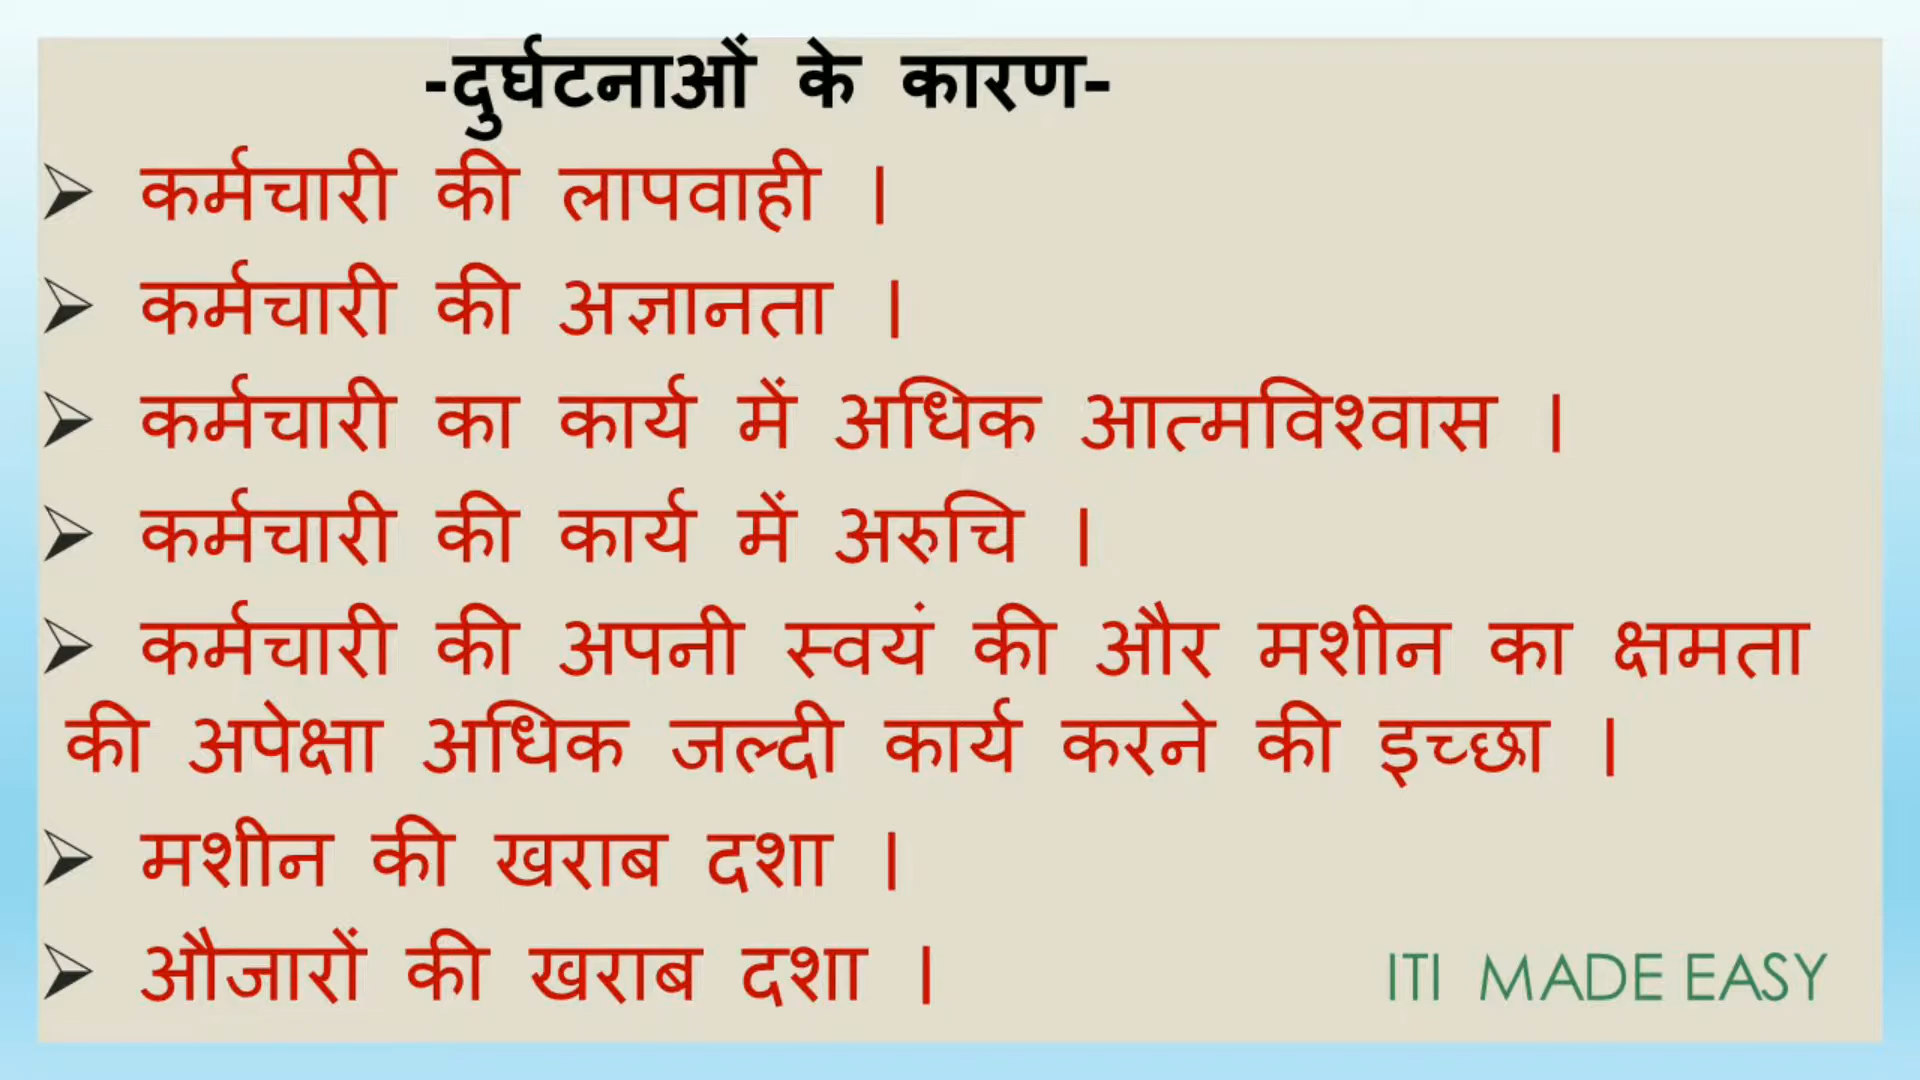 -दुर्घटनाओं के कारण-
➢ कर्मचारी की लापवाही ।
➢ कर्मचारी की अज्ञानता ।
➢ कर्मचारी का कार्य में अधिक आत्मविश्वास ।
➢ कर्मचारी की कार्य में अरुचि ।
➢ कर्मचारी की अपनी स्वयं की और मशीन का क्षमता
की अपेक्षा अधिक जल्दी कार्य करने की इच्छा ।
➢ मशीन की खराब दशा ।
➢ औजारों की खराब दशा ।
ITI MADE EASY